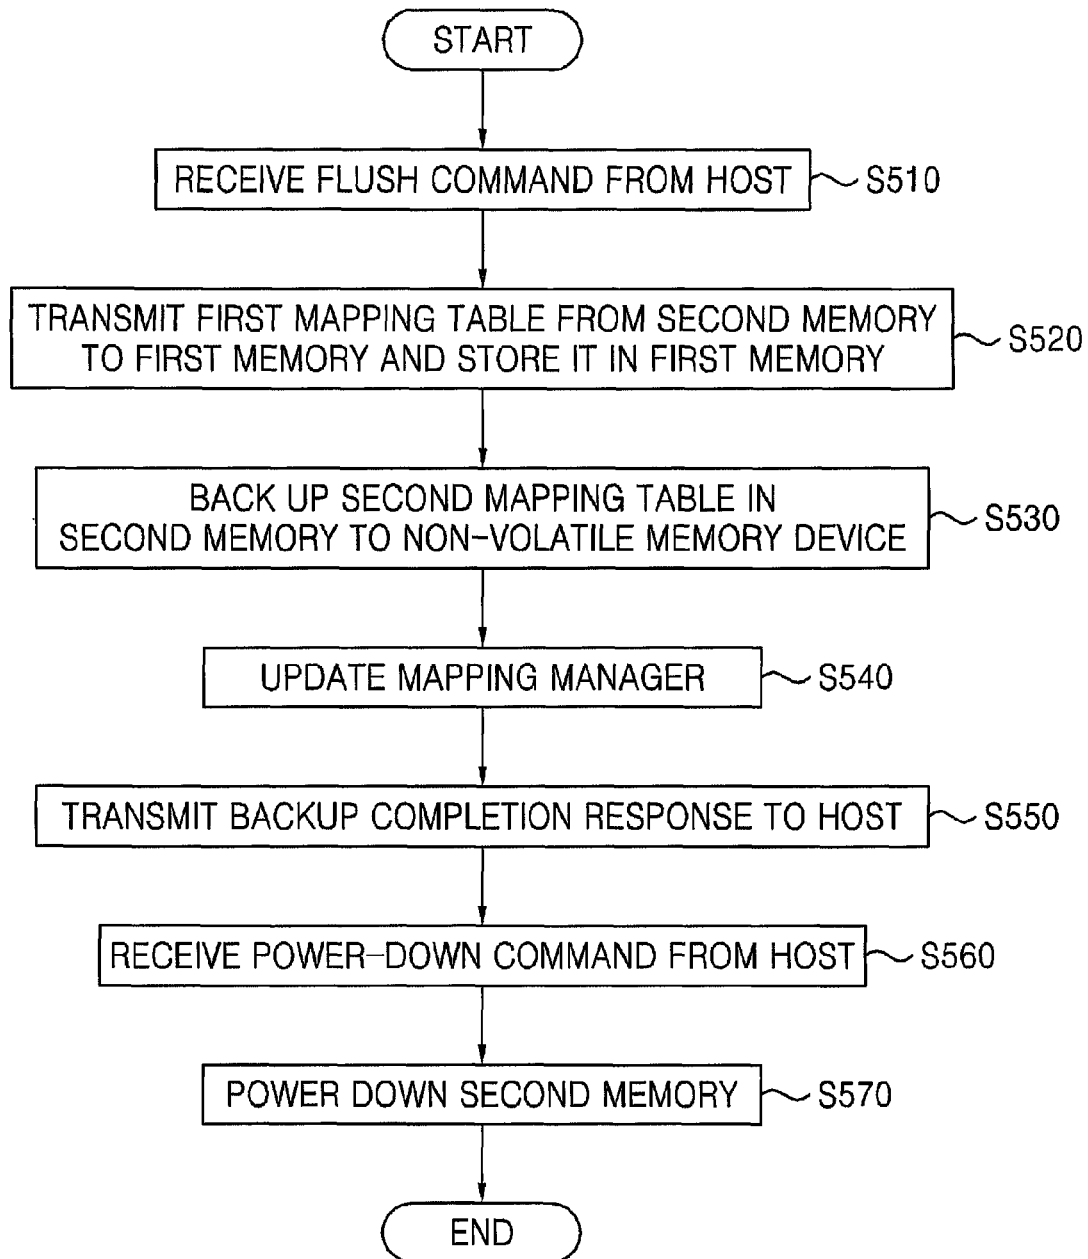 START
RECEIVE FLUSH COMMAND FROM HOST
S510
TRANSMIT FIRST MAPPING TABLE FROM SECOND MEMORY
TO FIRST MEMORY AND STORE IT IN FIRST MEMORY
S520
BACK UP SECOND MAPPING TABLE IN
SECOND MEMORY TO NON-VOLATILE MEMORY DEVICE
S530
UPDATE MAPPING MANAGER
S540
TRANSMIT BACKUP COMPLETION RESPONSE TO HOST
S550
RECEIVE POWER-DOWN COMMAND FROM HOST
S560
POWER DOWN SECOND MEMORY
S570
END